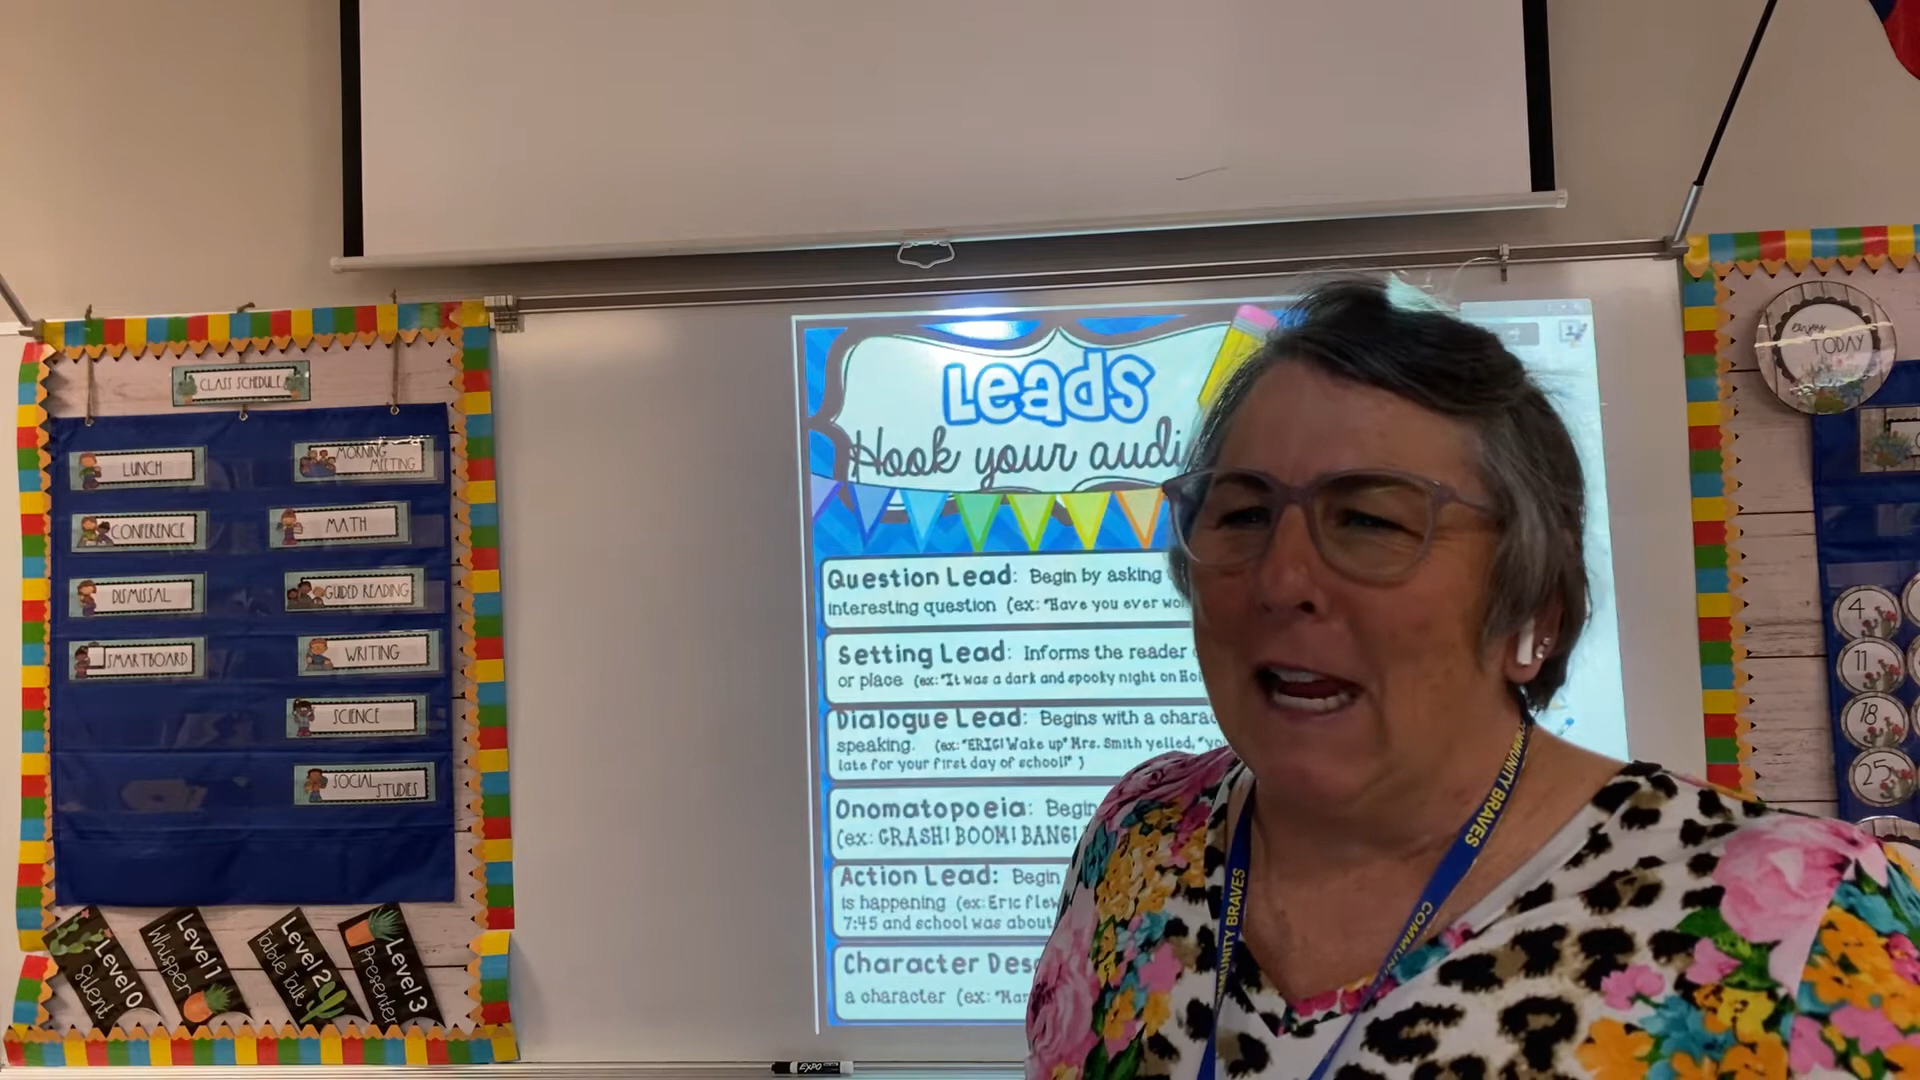 CLASS SCHEDULE
LUNCH
MORNING
MEETING
CONFERENCE
MATH
DISMISSAL
GUIDED READING
SMARTBOARD
WRITING
SCIENCE
SOCIAL
STUDIES
Level 0
Silent
Level 1
Whisper
Level 2
Table Talk
Level 3
Presenter
Leads
Hook your audi
Question Lead: Begin by asking
interesting question (ex: "Have you ever
Setting Lead: Informs the reader
or place (ex: "It was a dark and spooky night on
Dialogue Lead: Begins with a
speaking. (ex: "ERIC! Wake up" Mrs. Smith yelled,
late for your first day of school!" )
Onomatopoeia: Begin
(ex: CRASH! BOOM! BANG!
Action Lead: Begin
is happening (ex: Eric flew
7:45 and school was about
Character Des
a character (ex:
EXPO
COMMUNITY BRAVES
COMMUNITY BRAVES
TODAY
4
11
18
25